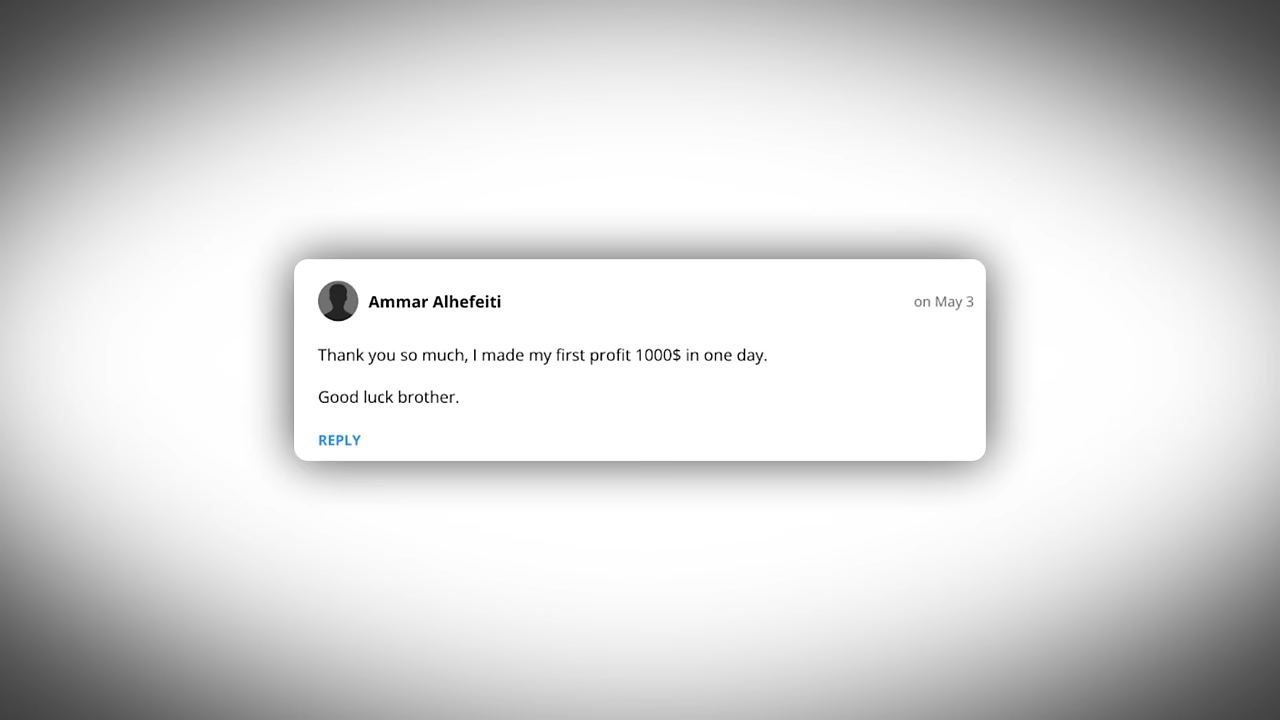 Ammar Alhefeiti
on May 3
Thank you so much, I made my first profit 1000$ in one day.
Good luck brother.
REPLY